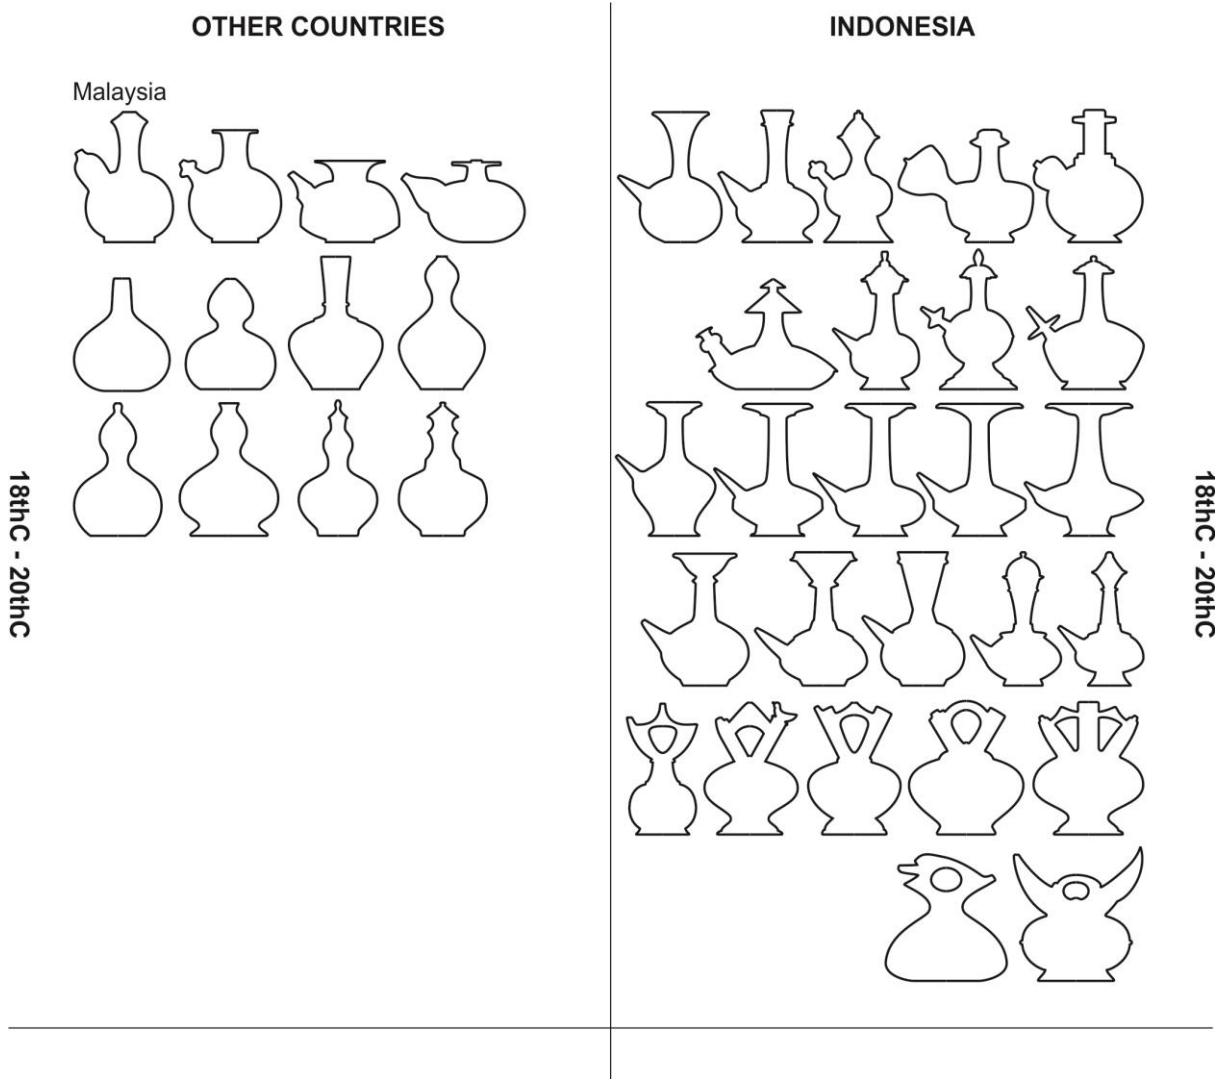 OTHER COUNTRIES
INDONESIA
Malaysia
18thC - 20thC
18thC - 20thC